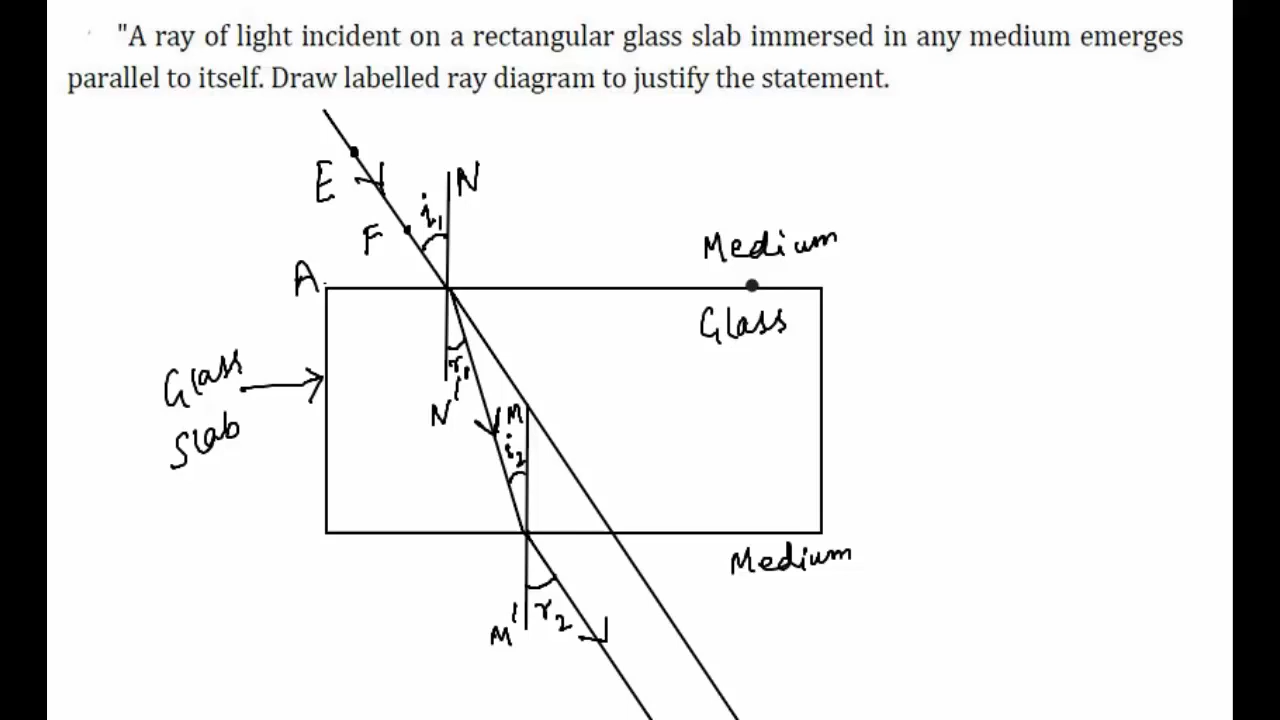 "A ray of light incident on a rectangular glass slab immersed in any medium emerges
parallel to itself. Draw labelled ray diagram to justify the statement.
E
N
i₁
F
Medium
A
Glass
Glass
Slab
r₁
N'
M
i₂
Medium
M'
r₂